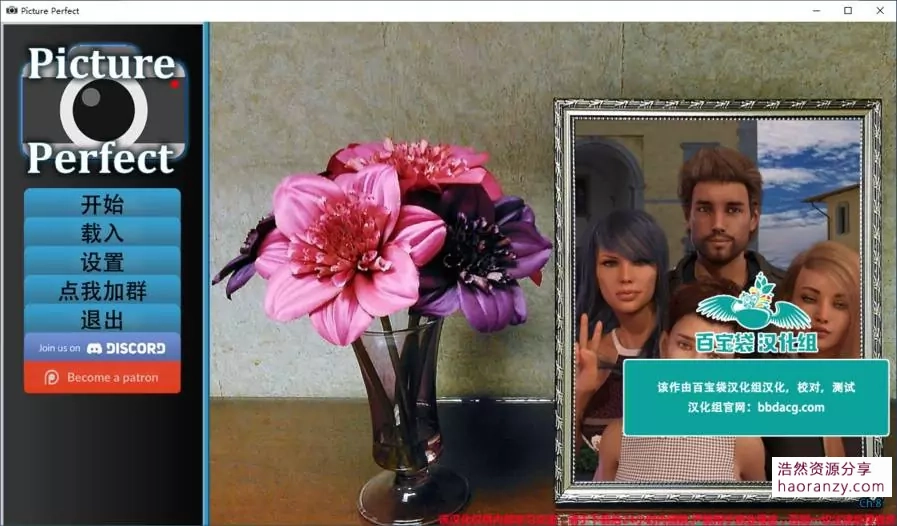 Picture Perfect
Picture
Perfect
开始
载入
设置
点我加群
退出
Join us on DISCORD
Become a patron
百宝袋汉化组
该作由百宝袋汉化组汉化，校对，测试
汉化组官网：bbdacg.com
浩然资源分享
haoranzy.com
Ch.8